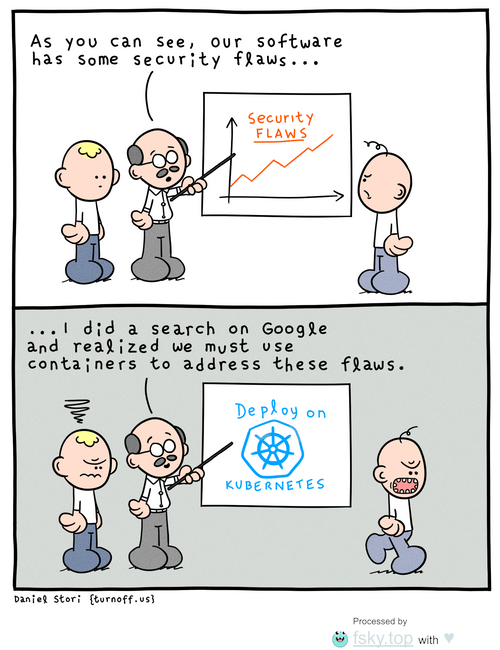 As you can see, our software
has some security flaws...
Security
FLAWS
...I did a search on Google
and realized we must use
containers to address these flaws.
Deploy on
KUBERNETES
Daniel Stori {turnoff.us}
Processed by
fsky.top with ♥